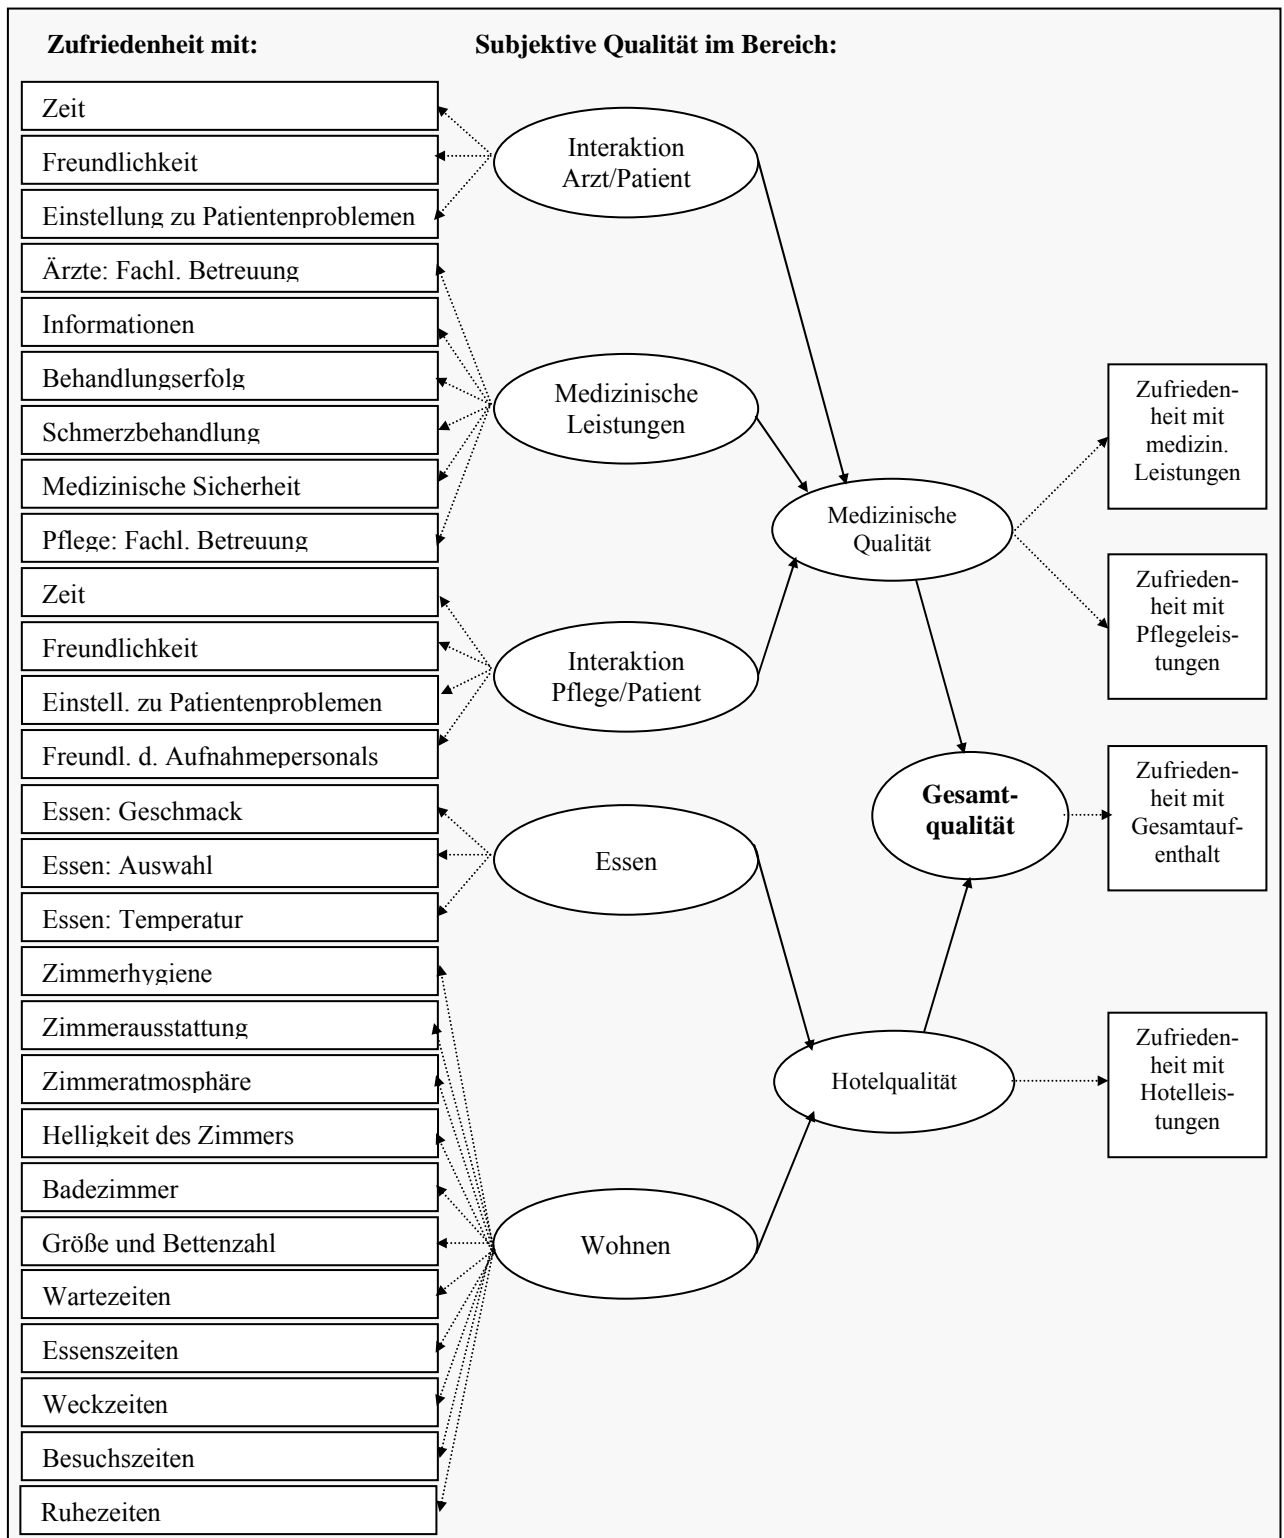 Zufriedenheit mit:
Subjektive Qualität im Bereich:
Zeit
Freundlichkeit
Einstellung zu Patientenproblemen
Ärzte: Fachl. Betreuung
Informationen
Behandlungserfolg
Schmerzbehandlung
Medizinische Sicherheit
Pflege: Fachl. Betreuung
Zeit
Freundlichkeit
Einstell. zu Patientenproblemen
Freundl. d. Aufnahmepersonals
Essen: Geschmack
Essen: Auswahl
Essen: Temperatur
Zimmerhygiene
Zimmerausstattung
Zimmeratmosphäre
Helligkeit des Zimmers
Badezimmer
Größe und Bettenzahl
Wartezeiten
Essenszeiten
Weckzeiten
Besuchszeiten
Ruhezeiten
Interaktion
Arzt/Patient
Medizinische
Leistungen
Interaktion
Pflege/Patient
Essen
Wohnen
Medizinische
Qualität
Gesamt-
qualität
Hotelqualität
Zufrieden-
heit mit
medizin.
Leistungen
Zufrieden-
heit mit
Pflegeleis-
tungen
Zufrieden-
heit mit
Gesamtauf-
enthalt
Zufrieden-
heit mit
Hotelleis-
tungen